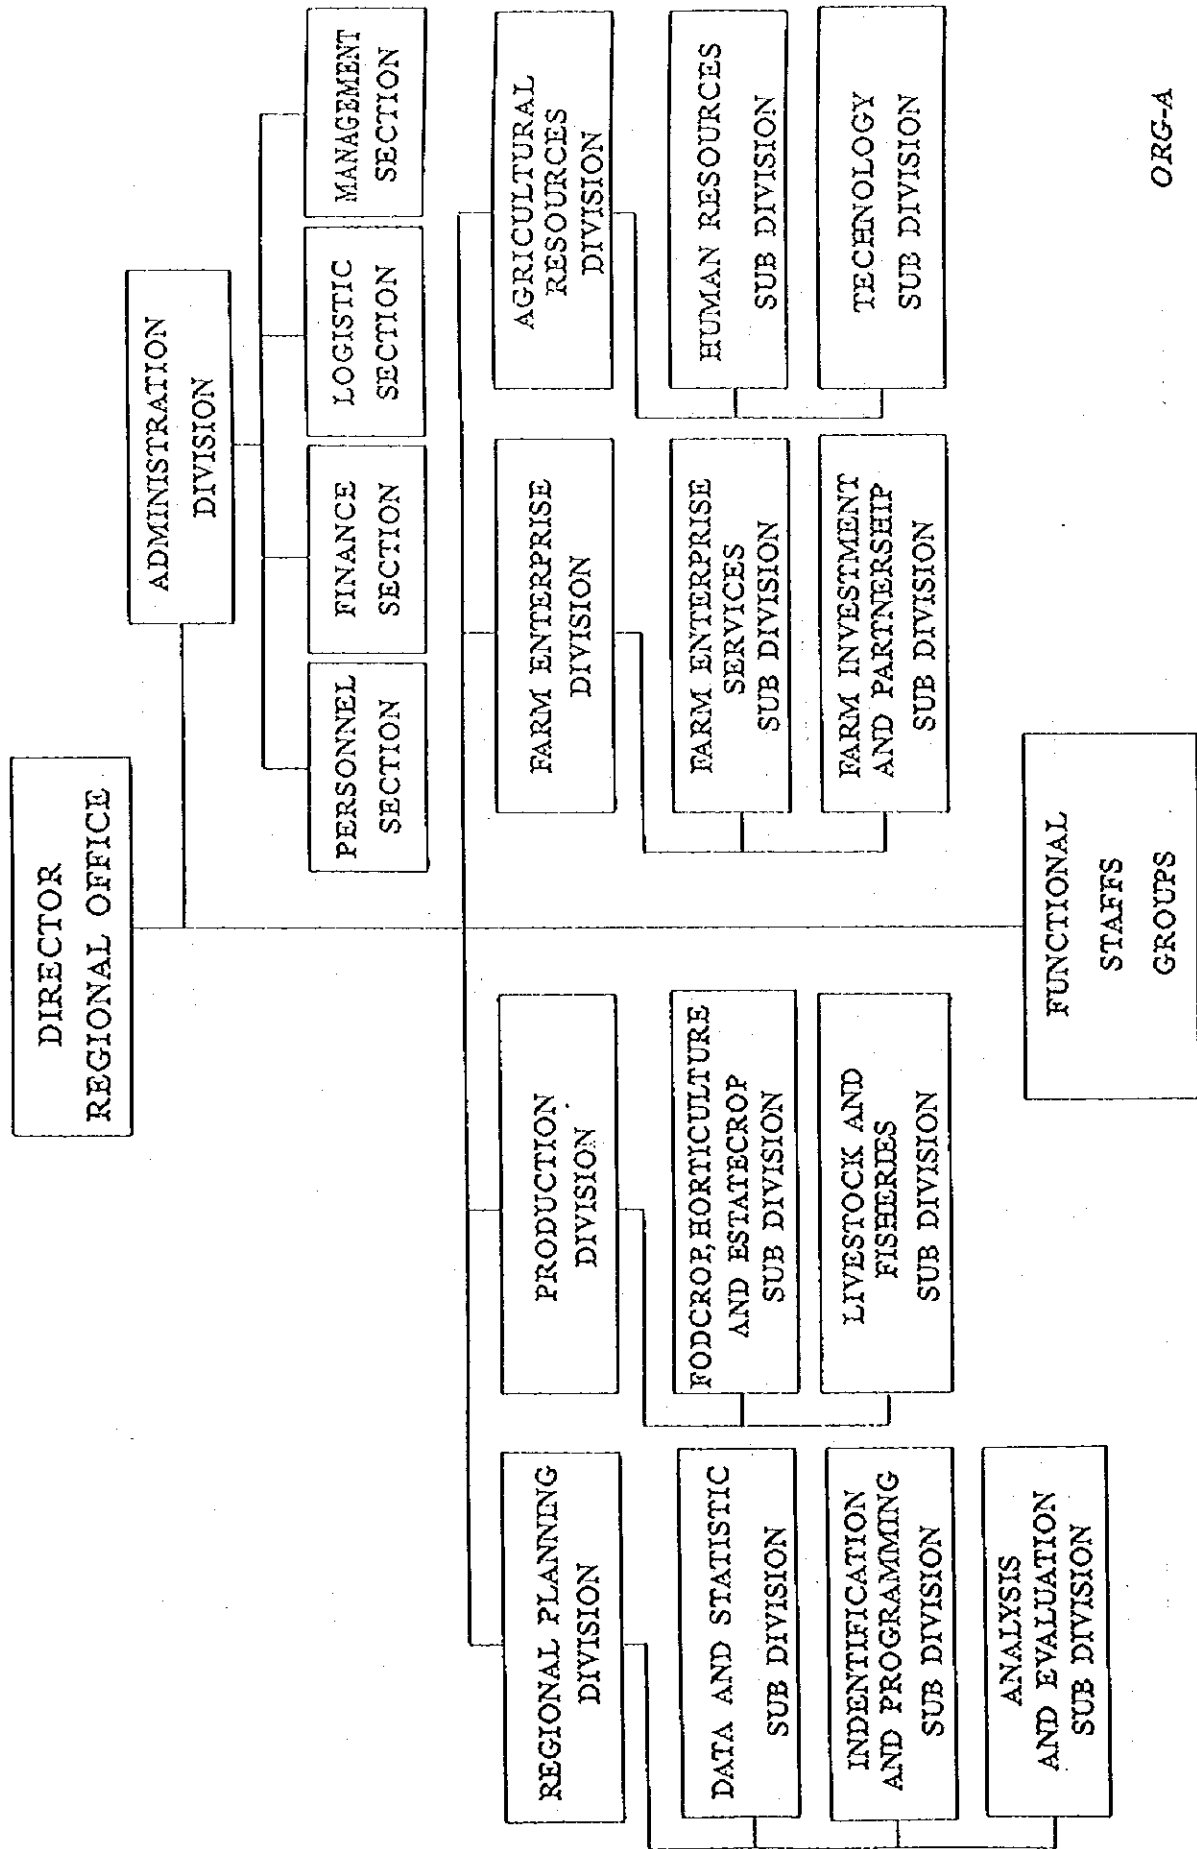 DIRECTOR
REGIONAL OFFICE
ADMINISTRATION
DIVISION
PERSONNEL
SECTION
FINANCE
SECTION
LOGISTIC
SECTION
MANAGEMENT
SECTION
REGIONAL PLANNING
DIVISION
DATA AND STATISTIC
SUB DIVISION
INDENTIFICATION
AND PROGRAMMING
SUB DIVISION
ANALYSIS
AND EVALUATION
SUB DIVISION
PRODUCTION
DIVISION
FODCROP,HORTICULTURE
AND ESTATECROP
SUB DIVISION
LIVESTOCK AND
FISHERIES
SUB DIVISION
FARM ENTERPRISE
DIVISION
FARM ENTERPRISE
SERVICES
SUB DIVISION
FARM INVESTMENT
AND PARTNERSHIP
SUB DIVISION
AGRICULTURAL
RESOURCES
DIVISION
HUMAN RESOURCES
SUB DIVISION
TECHNOLOGY
SUB DIVISION
FUNCTIONAL
STAFFS
GROUPS
ORG-A